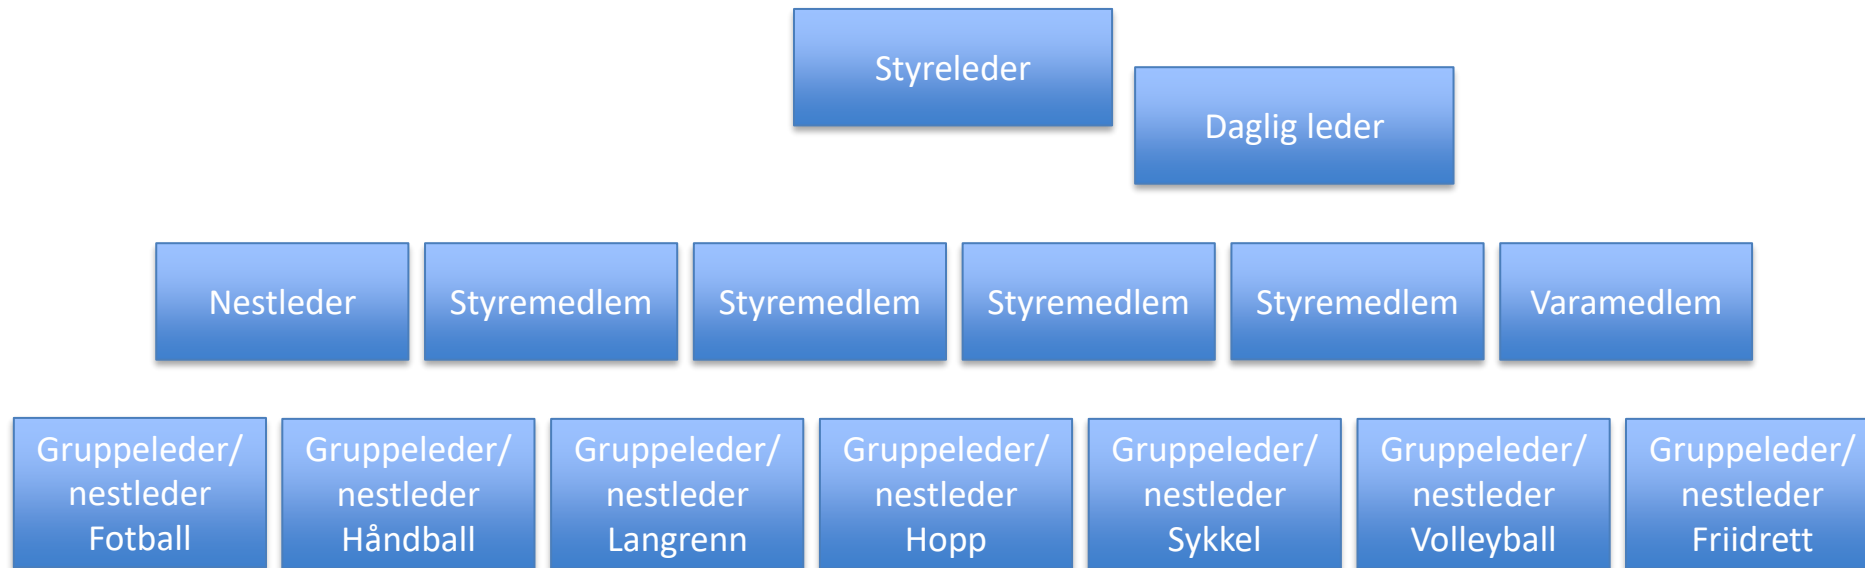 Styreleder
Daglig leder
Nestleder
Styremedlem
Styremedlem
Styremedlem
Styremedlem
Varamedlem
Gruppeleder/
nestleder
Fotball
Gruppeleder/
nestleder
Håndball
Gruppeleder/
nestleder
Langrenn
Gruppeleder/
nestleder
Hopp
Gruppeleder/
nestleder
Sykkel
Gruppeleder/
nestleder
Volleyball
Gruppeleder/
nestleder
Friidrett